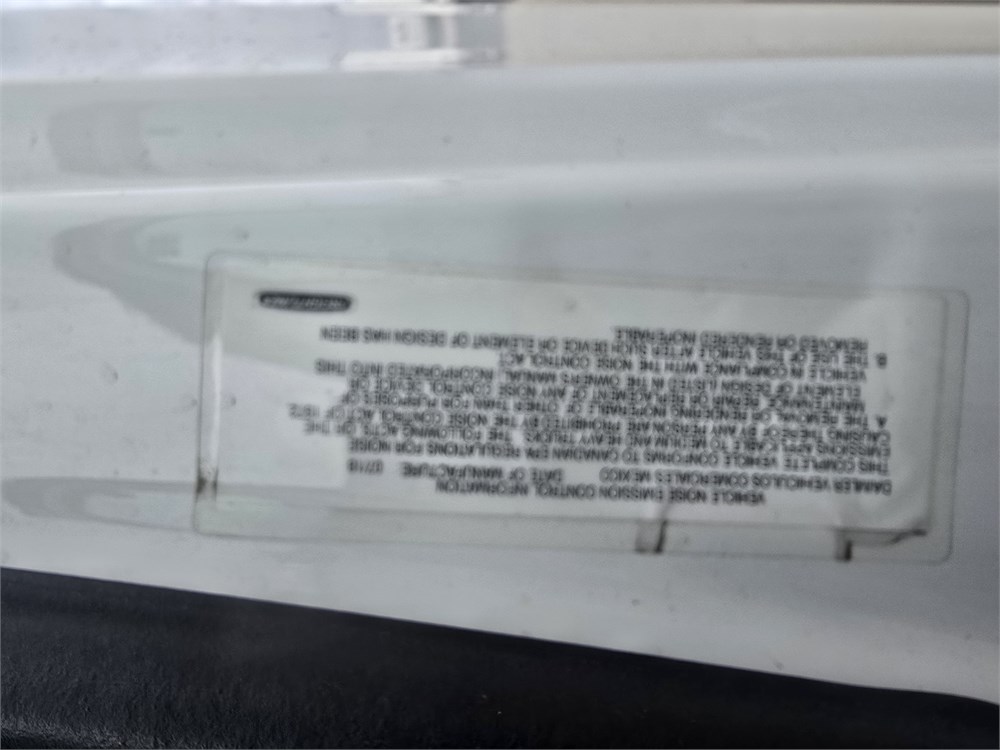 VEHICLE NOISE EMISSION CONTROL INFORMATION
DAIMLER VEHICULOS COMERCIALES MEXICO DATE OF MANUFACTURE: 07/18
THIS COMPLETE VEHICLE CONFORMS TO CANADIAN EPA REGULATIONS FOR NOISE
EMISSIONS APPLICABLE TO MEDIUM AND HEAVY TRUCKS. THE FOLLOWING ACTS OR THE
CAUSING THEREOF BY ANY PERSON ARE PROHIBITED BY THE NOISE CONTROL ACT OF 1972:
A. THE REMOVAL OR RENDERING INOPERABLE OF OTHER THAN FOR PURPOSES OF
MAINTENANCE, REPAIR OR REPLACEMENT OF ANY NOISE CONTROL DEVICE OR
ELEMENT OF DESIGN (LISTED IN THE OWNER'S MANUAL) INCORPORATED INTO THIS
VEHICLE IN COMPLIANCE WITH THE NOISE CONTROL ACT.
B. THE USE OF THIS VEHICLE AFTER SUCH DEVICE OR ELEMENT OF DESIGN HAS BEEN
REMOVED OR RENDERED INOPERABLE.
FREIGHTLINER